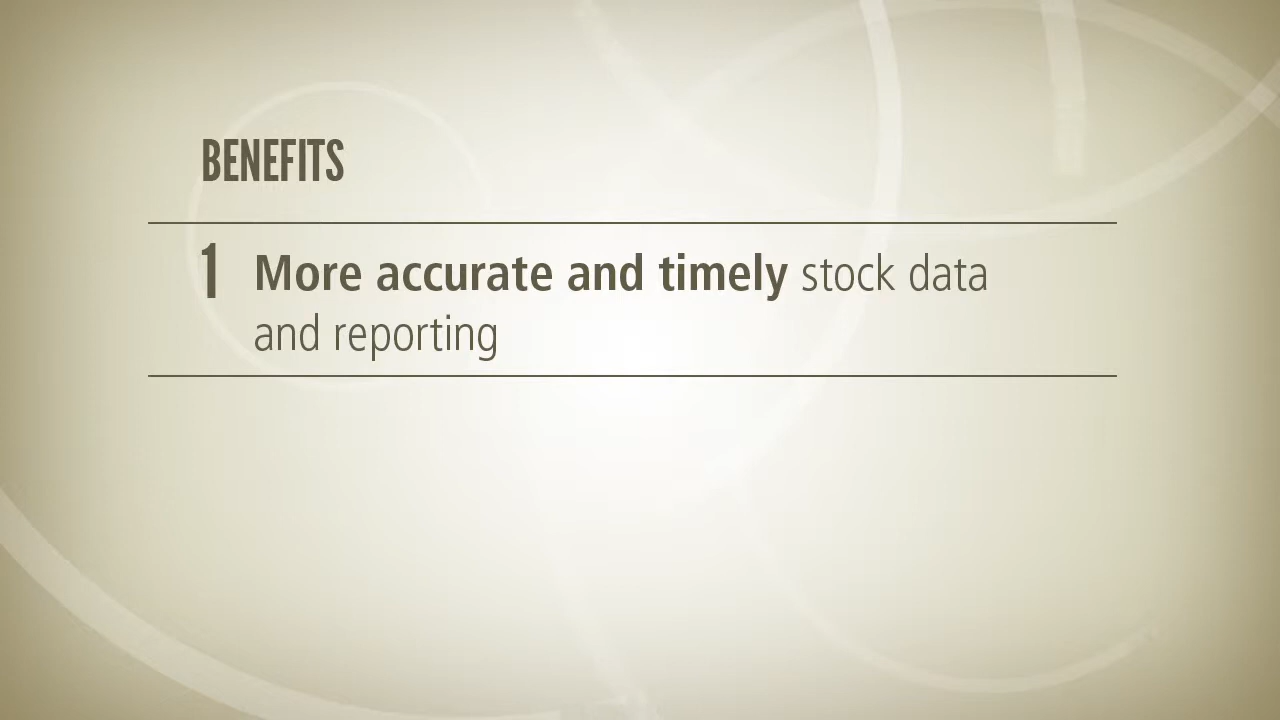 BENEFITS
1 More accurate and timely stock data
and reporting